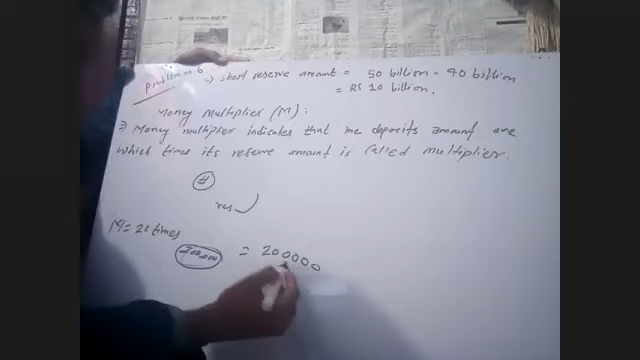 Problem no 6
⇒ short reserve amount = 50 billion - 40 billion
= RS 10 billion.
Money Multiplier (M):
⇒ Money multiplier indicates that the deposits amount are
which times its reserve amount is called multiplier.
#
res
M = 20 times
= 200000